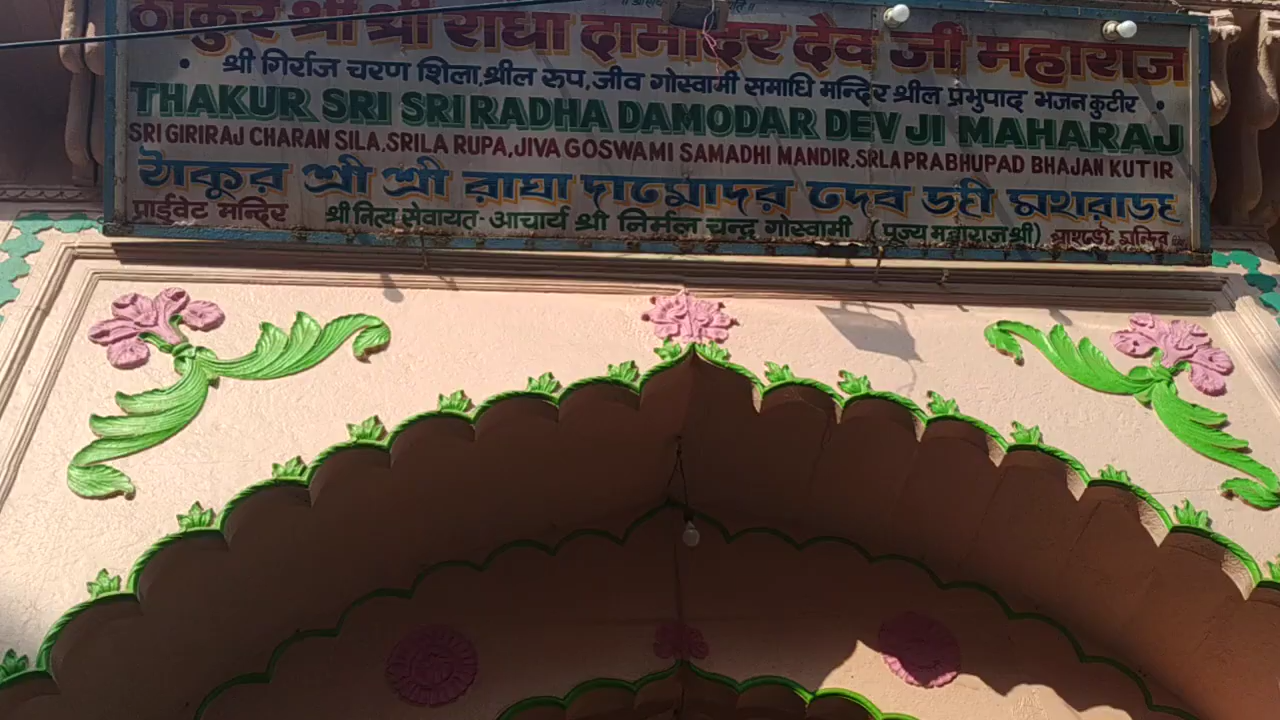 ठाकुर श्री श्री राधा दामोदर देव जी महाराज
• श्री गिर्राज चरण शिला,श्रील रुप,जीव गोस्वामी समाधि मन्दिर श्रील प्रभुपाद भजन कुटीर •
THAKUR SRI SRI RADHA DAMODAR DEV JI MAHARAJ
SRI GIRIRAJ CHARAN SILA.SRILA RUPA,JIVA GOSWAMI SAMADHI MANDIR.SRLA PRABHUPAD BHAJAN KUTIR
ঠাকুর শ্রী শ্রী রাঘা দামোদর দেব জী মহারাজ
प्राईवेट मन्दिर श्री नित्य सेवायत- आचार्य श्री निर्मल चन्द्र गोस्वामी (पूज्य महाराज श्री) প্রাইভেট মন্দির